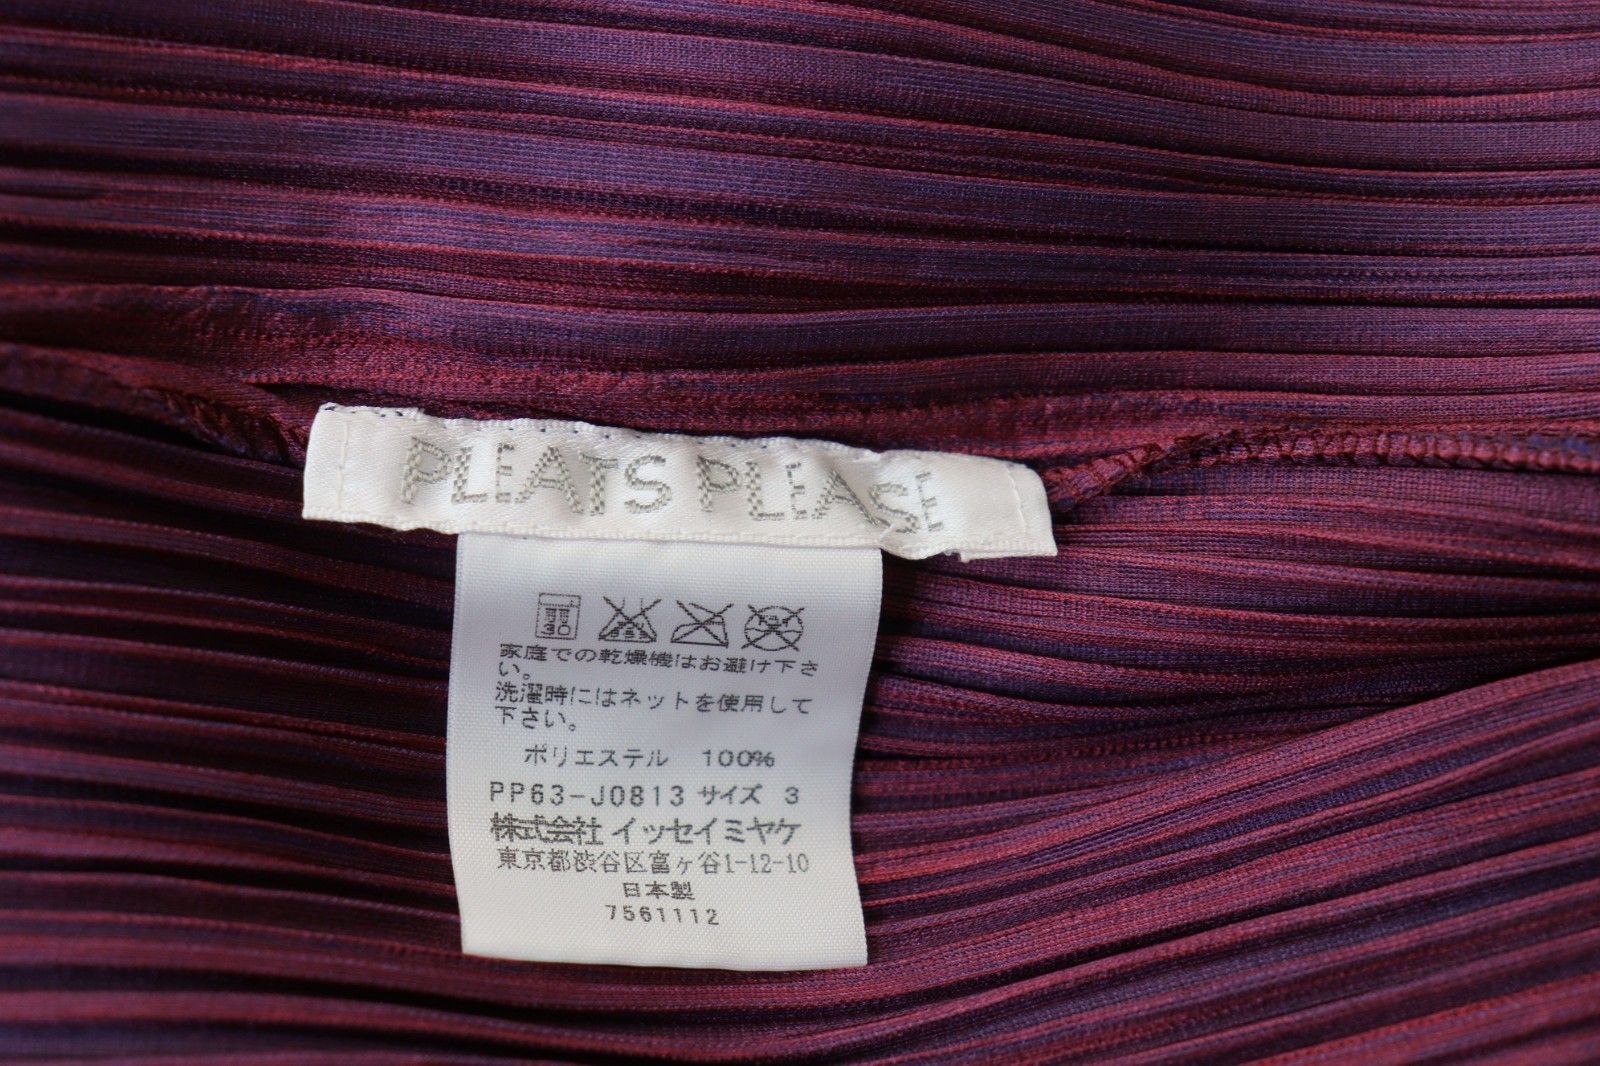 PLEATS PLEASE
30
家庭での乾燥機はお避け下さ
い。
洗濯時にはネットを使用して
下さい。
ポリエステル 100%
PP63-J0813 サイズ 3
株式会社 イッセイミヤケ
東京都渋谷区富ヶ谷1-12-10
日本製
7561112